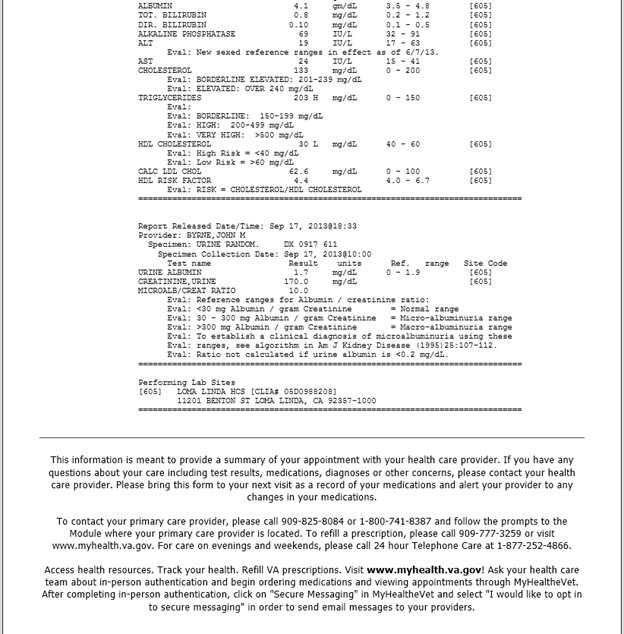 ALBUMIN 4.1 gm/dL 3.5 - 4.8 [605]
TOT. BILIRUBIN 0.8 mg/dL 0.2 - 1.2 [605]
DIR. BILIRUBIN 0.10 mg/dL 0.1 - 0.5 [605]
ALKALINE PHOSPHATASE 69 IU/L 32 - 91 [605]
ALT 19 IU/L 17 - 63 [605]
Eval: New sexed reference ranges in effect as of 6/7/13.
AST 24 IU/L 15 - 41 [605]
CHOLESTEROL 133 mg/dL 0 - 200 [605]
Eval: BORDERLINE ELEVATED: 201-239 mg/dL
Eval: ELEVATED: OVER 240 mg/dL
TRIGLYCERIDES 203 H mg/dL 0 - 150 [605]
Eval:
Eval: BORDERLINE: 150-199 mg/dL
Eval: HIGH: 200-499 mg/dL
Eval: VERY HIGH: >500 mg/dL
HDL CHOLESTEROL 30 L mg/dL 40 - 60 [605]
Eval: High Risk = <40 mg/dL
Eval: Low Risk = >60 mg/dL
CALC LDL CHOL 62.6 mg/dL 0 - 100 [605]
HDL RISK FACTOR 4.4 4.0 - 6.7 [605]
Eval: RISK = CHOLESTEROL/HDL CHOLESTEROL
Report Released Date/Time: Sep 17, 2013@18:33
Provider: BYRNE,JOHN M
Specimen: URINE RANDOM. DX 0917 611
Specimen Collection Date: Sep 17, 2013@10:00
Test name Result units Ref. range Site Code
URINE ALBUMIN 1.7 mg/dL 0 - 1.9 [605]
CREATININE,URINE 170.0 mg/dL [605]
MICROALB/CREAT RATIO 10.0
Eval: Reference ranges for Albumin / creatinine ratio:
Eval: <30 mg Albumin / gram Creatinine = Normal range
Eval: 30 - 300 mg Albumin / gram Creatinine = Micro-albuminuria range
Eval: >300 mg Albumin / gram Creatinine = Macro-albuminuria range
Eval: To establish a clinical diagnosis of microalbuminuria using these
Eval: ranges, see algorithm in Am J Kidney Disease (1995)25:107-112.
Eval: Ratio not calculated if urine albumin is <0.2 mg/dL.
Performing Lab Sites
[605] LOMA LINDA HCS [CLIA# 05D0988208]
11201 BENTON ST LOMA LINDA, CA 92357-1000
This information is meant to provide a summary of your appointment with your health care provider. If you have any
questions about your care including test results, medications, diagnoses or other concerns, please contact your health
care provider. Please bring this form to your next visit as a record of your medications and alert your provider to any
changes in your medications.
To contact your primary care provider, please call 909-825-8084 or 1-800-741-8387 and follow the prompts to the
Module where your primary care provider is located. To refill a prescription, please call 909-777-3259 or visit
www.myhealth.va.gov. For care on evenings and weekends, please call 24 hour Telephone Care at 1-877-252-4866.
Access health resources. Track your health. Refill VA prescriptions. Visit www.myhealth.va.gov! Ask your health care
team about in-person authentication and begin ordering medications and viewing appointments through MyHealtheVet.
After completing in-person authentication, click on "Secure Messaging" in MyHealtheVet and select "I would like to opt in
to secure messaging" in order to send email messages to your providers.